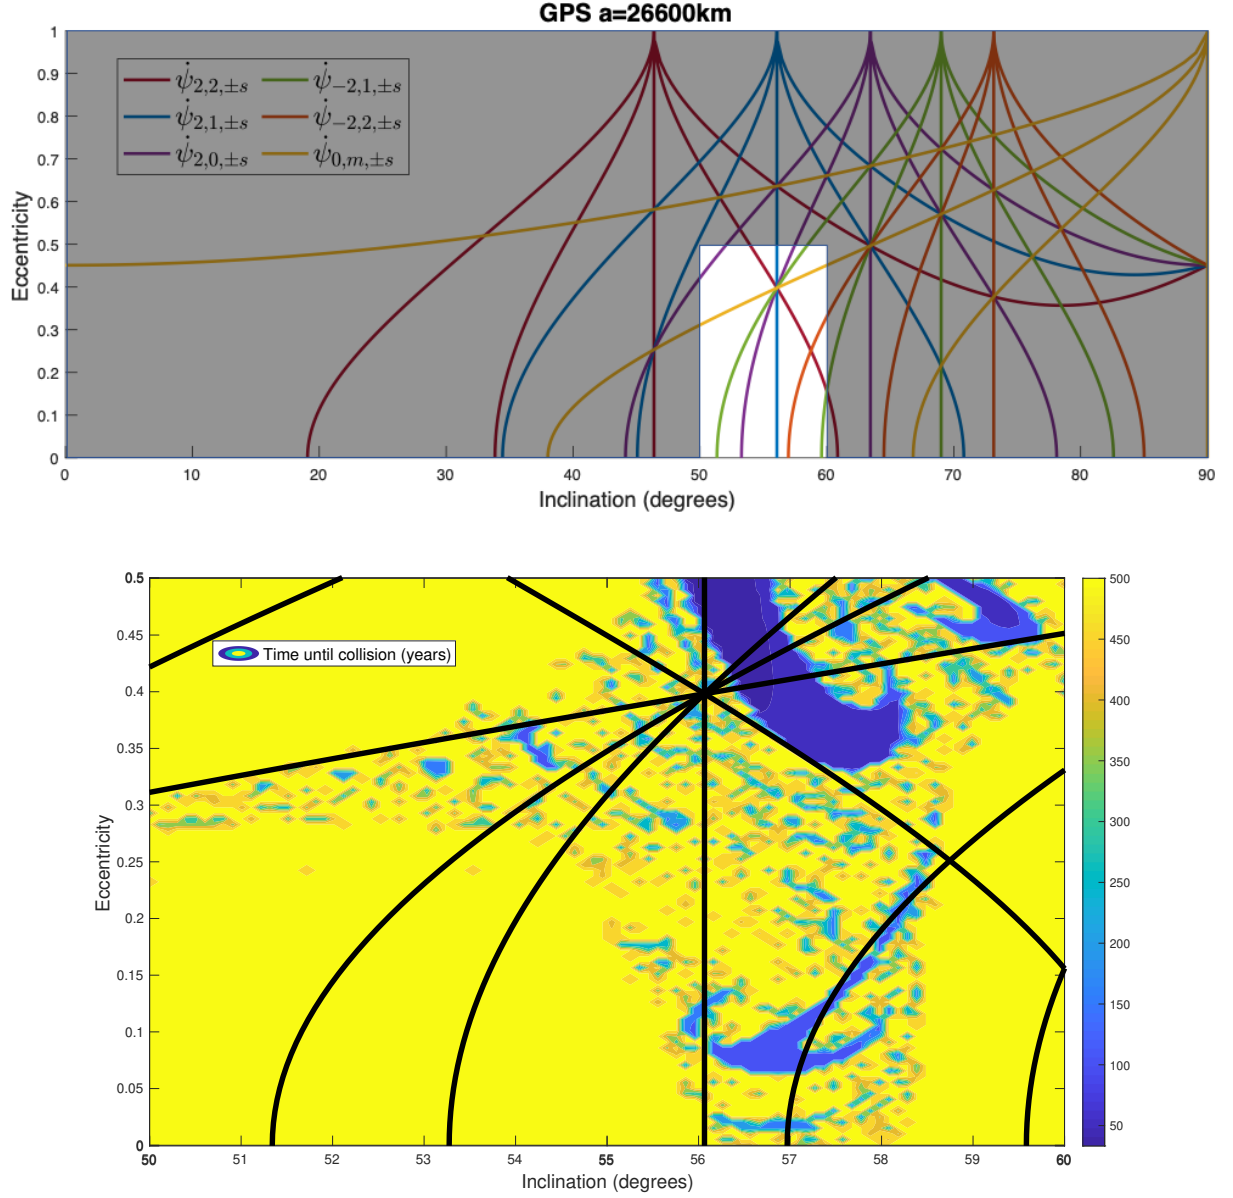 GPS a=26600km
Eccentricity
1
0.9
0.8
0.7
0.6
0.5
0.4
0.3
0.2
0.1
0
ψ̇₂,₂,±ₛ ψ̇₋₂,₁,±ₛ
ψ̇₂,₁,±ₛ ψ̇₋₂,₂,±ₛ
ψ̇₂,₀,±ₛ ψ̇₀,ₘ,±ₛ
0 10 20 30 40 50 60 70 80 90
Inclination (degrees)
Eccentricity
0.5
0.45
0.4
0.35
0.3
0.25
0.2
0.15
0.1
0.05
0
Time until collision (years)
50 51 52 53 54 55 56 57 58 59 60
Inclination (degrees)
500
450
400
350
300
250
200
150
100
50